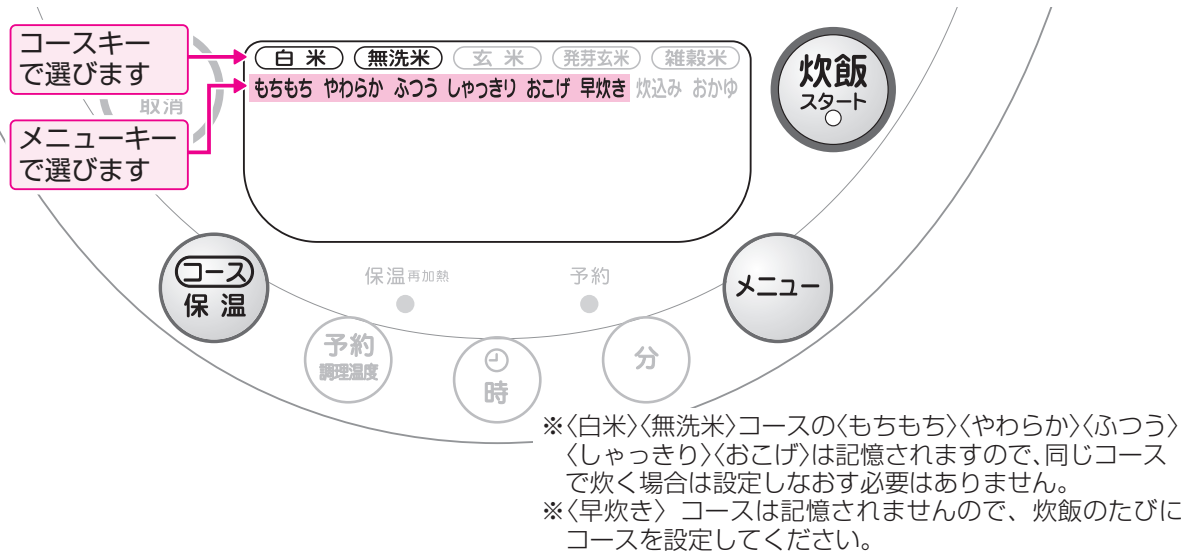 コースキー
で選びます
白米 無洗米 玄米 発芽玄米 雑穀米
もちもち やわらか ふつう しゃっきり おこげ 早炊き 炊込み おかゆ
炊飯
スタート
取消
メニューキー
で選びます
コース
保温
保温再加熱
予約
メニュー
予約
調理温度
時
分
※〈白米〉〈無洗米〉コースの〈もちもち〉〈やわらか〉〈ふつう〉
〈しゃっきり〉〈おこげ〉は記憶されますので、同じコース
で炊く場合は設定しなおす必要はありません。
※〈早炊き〉コースは記憶されませんので、炊飯のたびに
コースを設定してください。